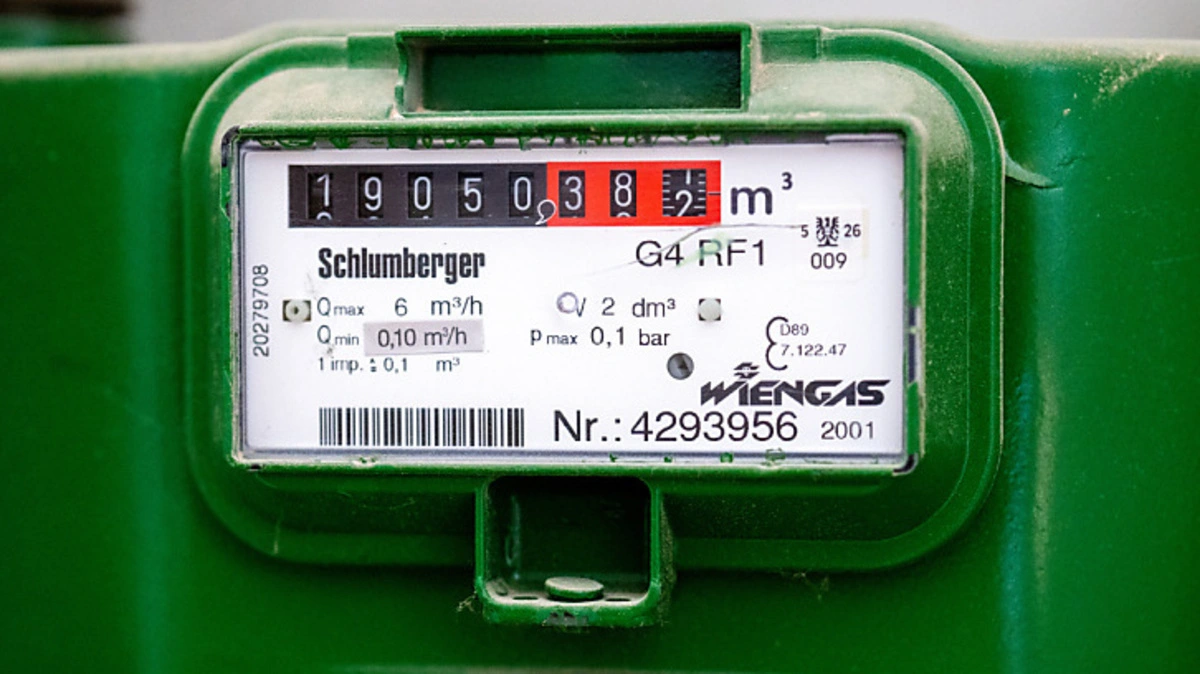 19050,382 m³
Schlumberger
G4 RF1
5 26
009
20279708
Qmax 6 m³/h
V 2 dm³
Qmin 0,10 m³/h
pmax 0,1 bar
1 imp. ≙ 0,1 m³
D89
7.122.47
WIENGAS
Nr.: 4293956 2001